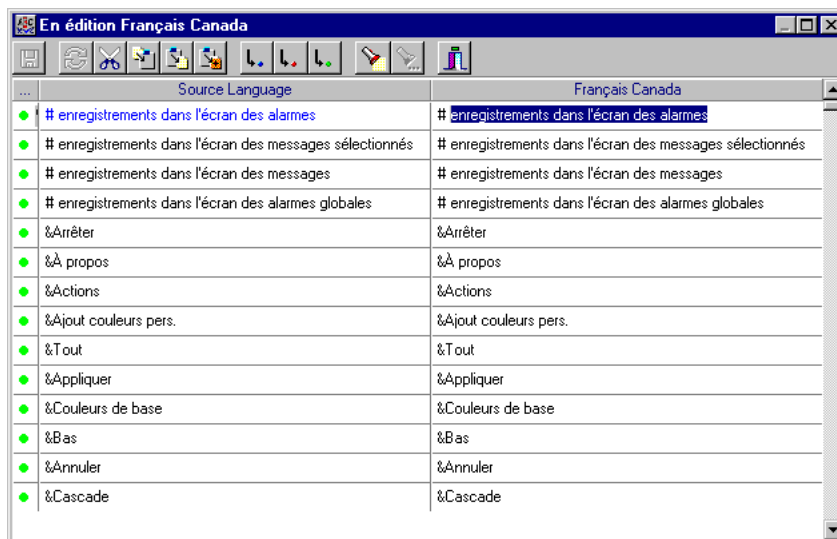 En édition Français Canada
... Source Language Français Canada
# enregistrements dans l'écran des alarmes # enregistrements dans l'écran des alarmes
# enregistrements dans l'écran des messages sélectionnés # enregistrements dans l'écran des messages sélectionnés
# enregistrements dans l'écran des messages # enregistrements dans l'écran des messages
# enregistrements dans l'écran des alarmes globales # enregistrements dans l'écran des alarmes globales
&Arrêter &Arrêter
&À propos &À propos
&Actions &Actions
&Ajout couleurs pers. &Ajout couleurs pers.
&Tout &Tout
&Appliquer &Appliquer
&Couleurs de base &Couleurs de base
&Bas &Bas
&Annuler &Annuler
&Cascade &Cascade